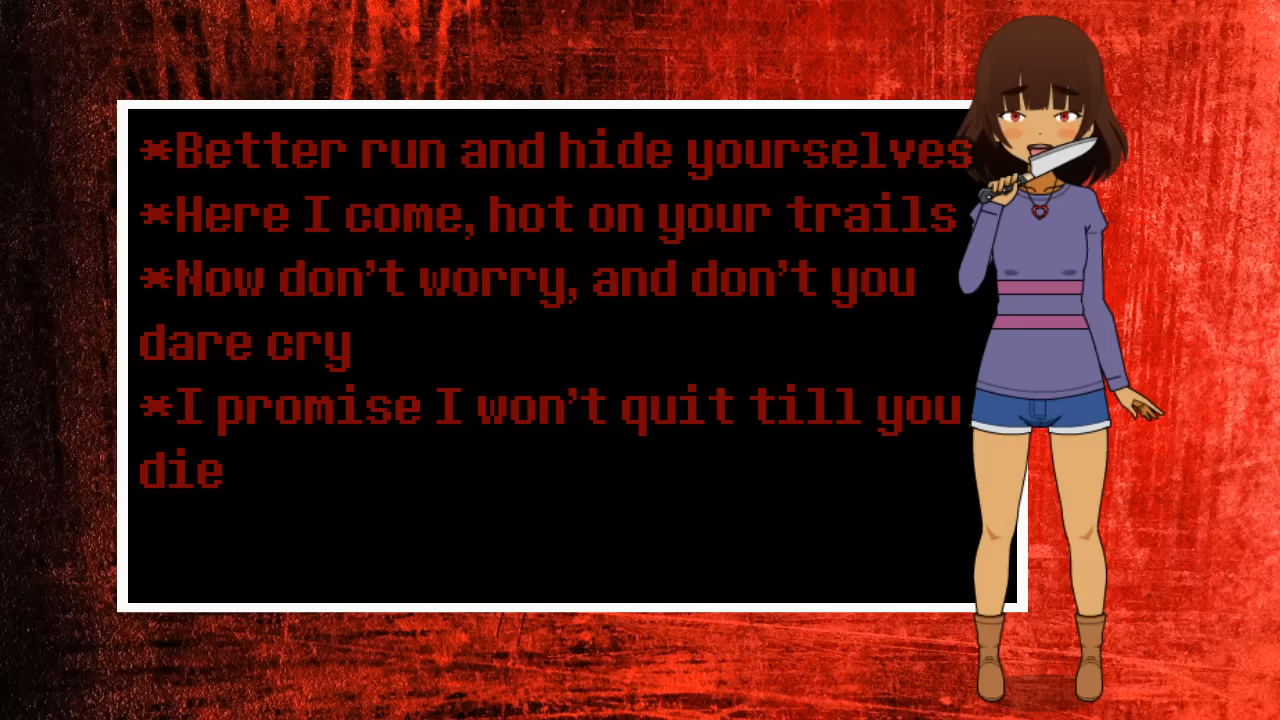 *Better run and hide yourselves
*Here I come, hot on your trails
*Now don't worry, and don't you
dare cry
*I promise I won't quit till you
die